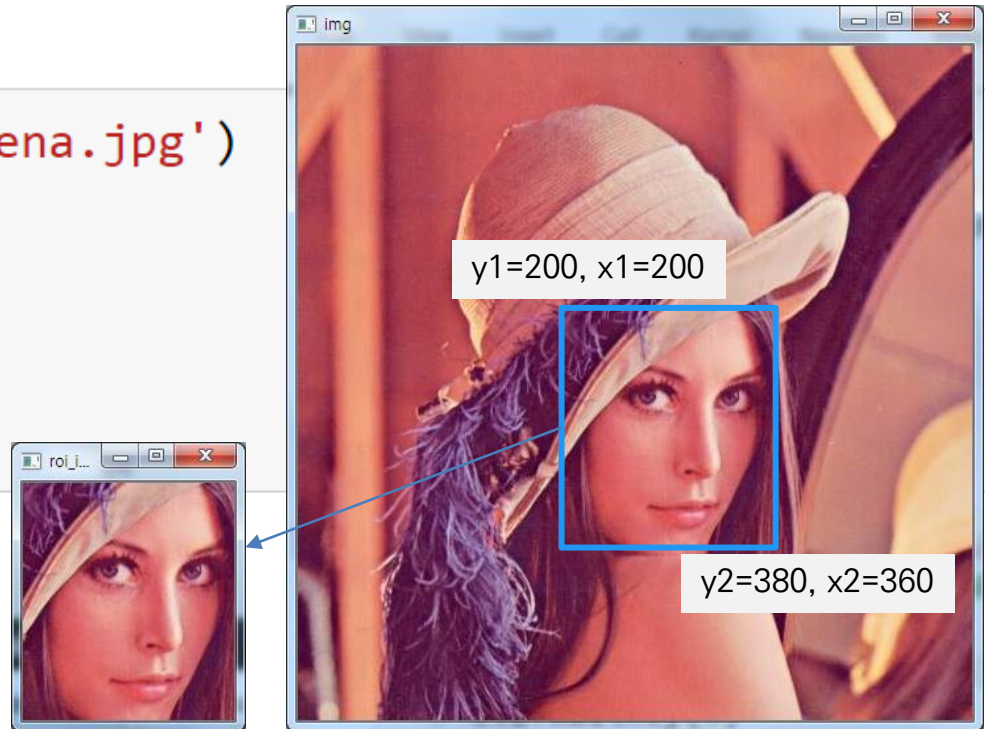 img
ena.jpg')
y1=200, x1=200
roi_i...
y2=380, x2=360